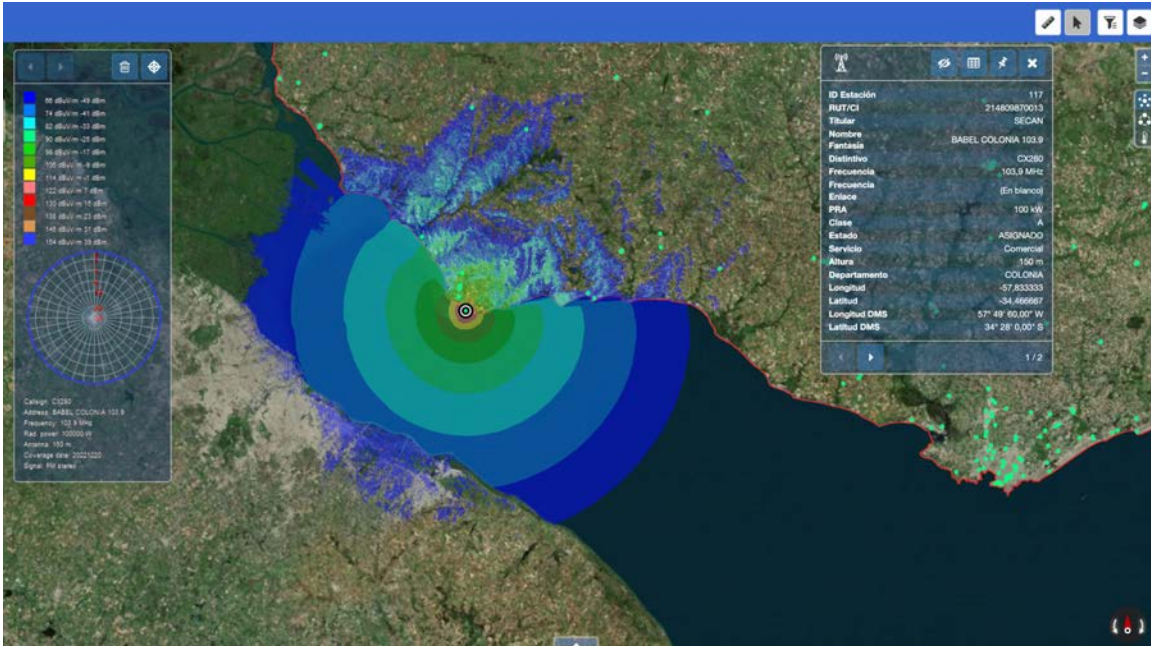 66 dBuV/m -49 dBm
74 dBuV/m -41 dBm
82 dBuV/m -33 dBm
90 dBuV/m -25 dBm
98 dBuV/m -17 dBm
106 dBuV/m -9 dBm
114 dBuV/m -1 dBm
122 dBuV/m 7 dBm
130 dBuV/m 15 dBm
138 dBuV/m 23 dBm
146 dBuV/m 31 dBm
154 dBuV/m 39 dBm
Callsign: CX280
Address: BABEL COLONIA 103.9
Frequency: 103.9 MHz
Rad. power: 100000 W
Antenna: 150 m
Coverage date: 20221220
Signal: FM stereo
ID Estación 117
RUT/CI 214809870013
Titular SECAN
Nombre Fantasía BABEL COLONIA 103.9
Distintivo CX280
Frecuencia 103,9 MHz
Frecuencia Enlace (En blanco)
PRA 100 kW
Clase A
Estado ASIGNADO
Servicio Comercial
Altura 150 m
Departamento COLONIA
Longitud -57,833333
Latitud -34,466667
Longitud DMS 57° 49' 60,00" W
Latitud DMS 34° 28' 0,00" S
1 / 2